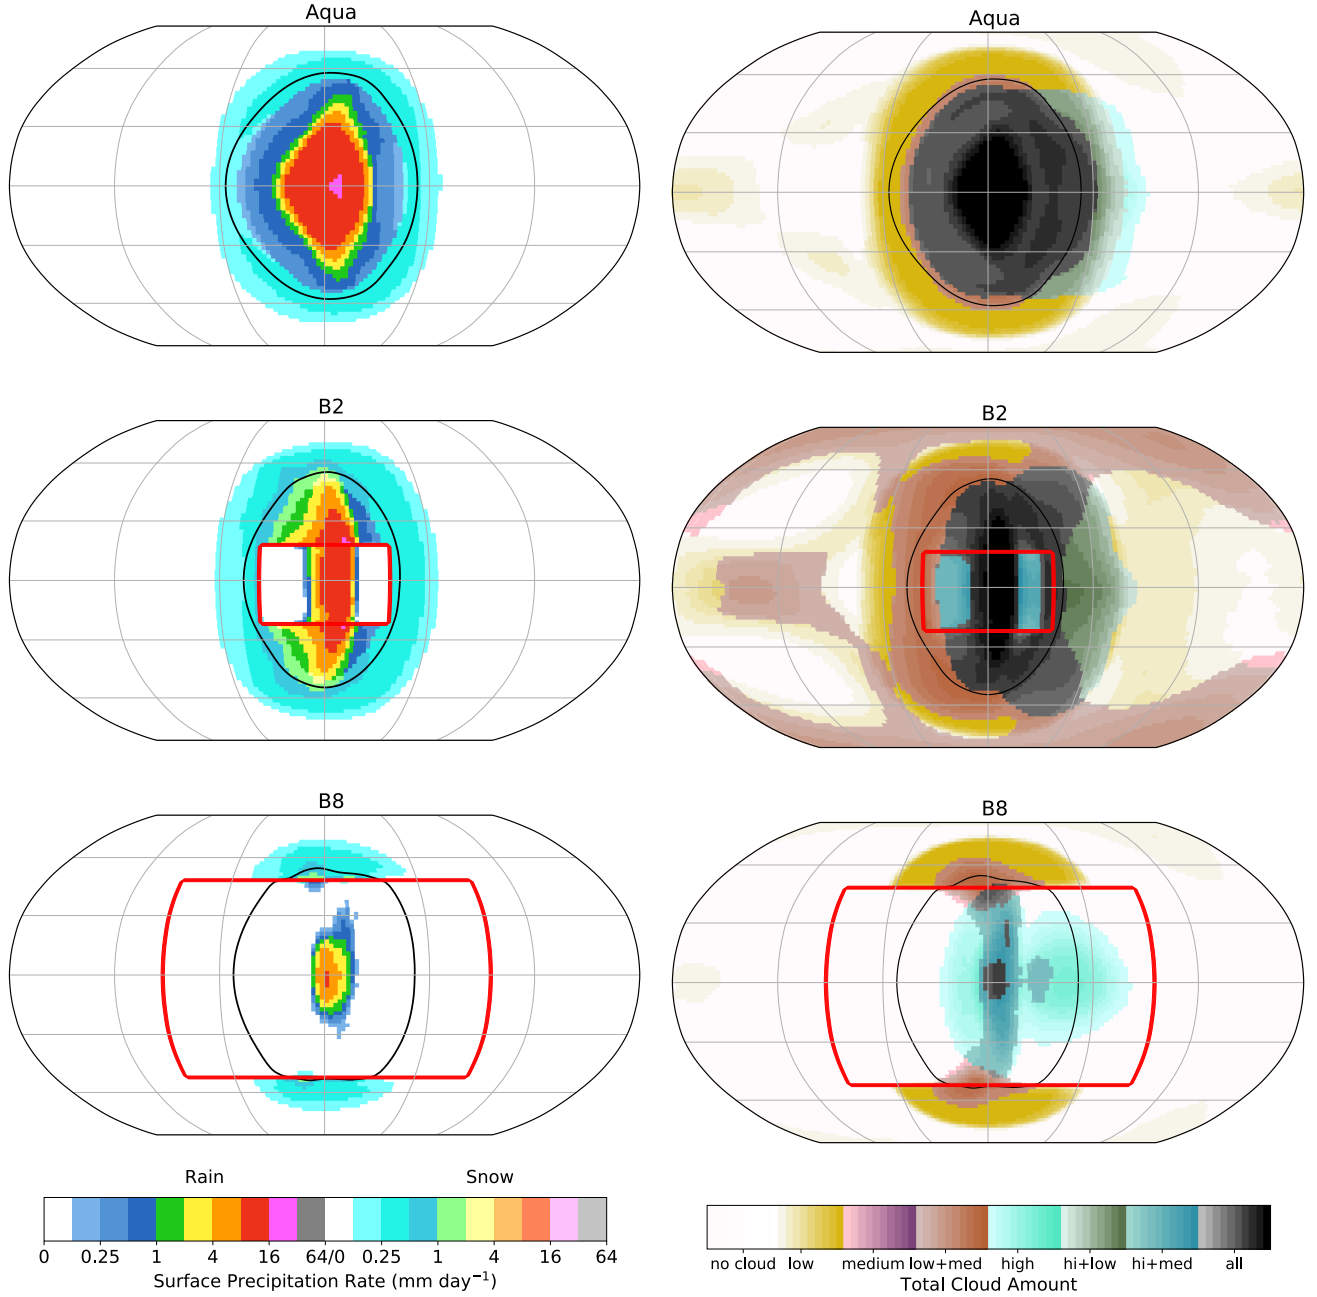 Aqua
Aqua
B2
B2
B8
B8
Rain Snow
0 0.25 1 4 16 64/0 0.25 1 4 16 64
Surface Precipitation Rate (mm day⁻¹)
no cloud low medium low+med high hi+low hi+med all
Total Cloud Amount